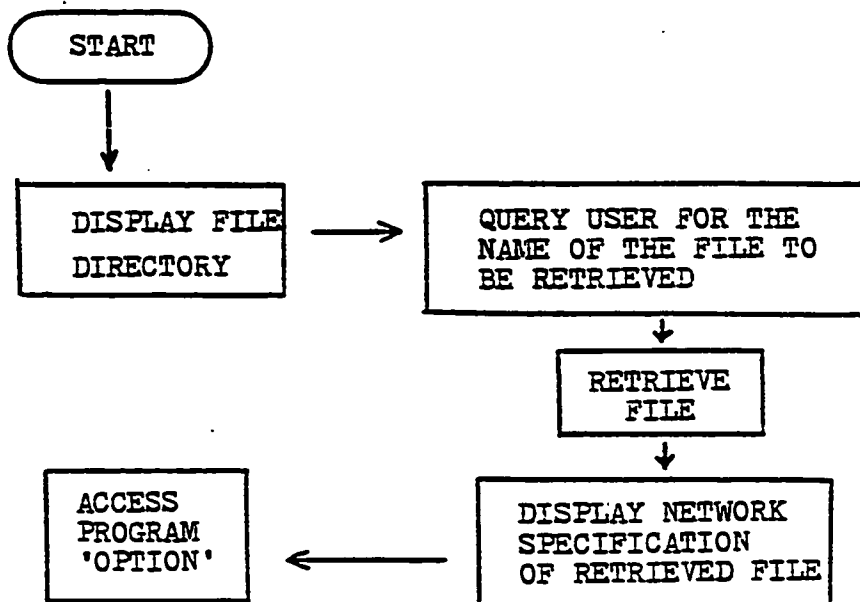 START
DISPLAY FILE
DIRECTORY
QUERY USER FOR THE
NAME OF THE FILE TO
BE RETRIEVED
RETRIEVE
FILE
DISPLAY NETWORK
SPECIFICATION
OF RETRIEVED FILE
ACCESS
PROGRAM
'OPTION'